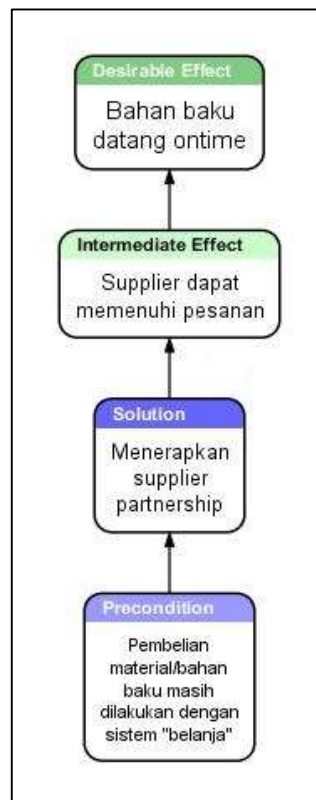 Desirable Effect
Bahan baku
datang ontime
Intermediate Effect
Supplier dapat
memenuhi pesanan
Solution
Menerapkan
supplier
partnership
Precondition
Pembelian
material/bahan
baku masih
dilakukan dengan
sistem "belanja"